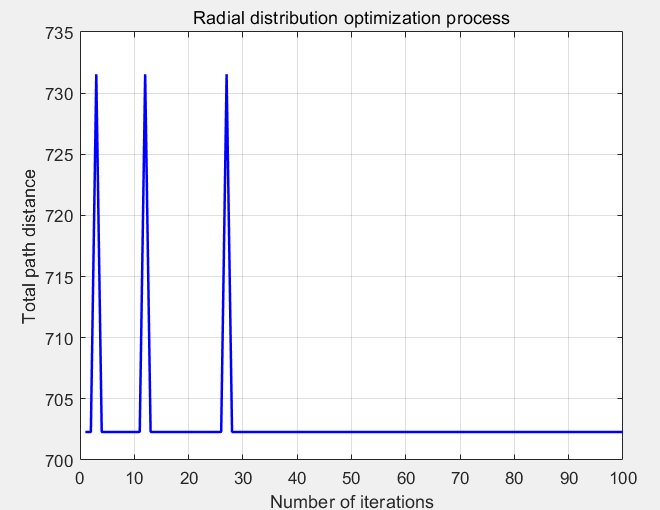 Radial distribution optimization process
735
730
725
720
715
710
705
700
Total path distance
0 10 20 30 40 50 60 70 80 90 100
Number of iterations